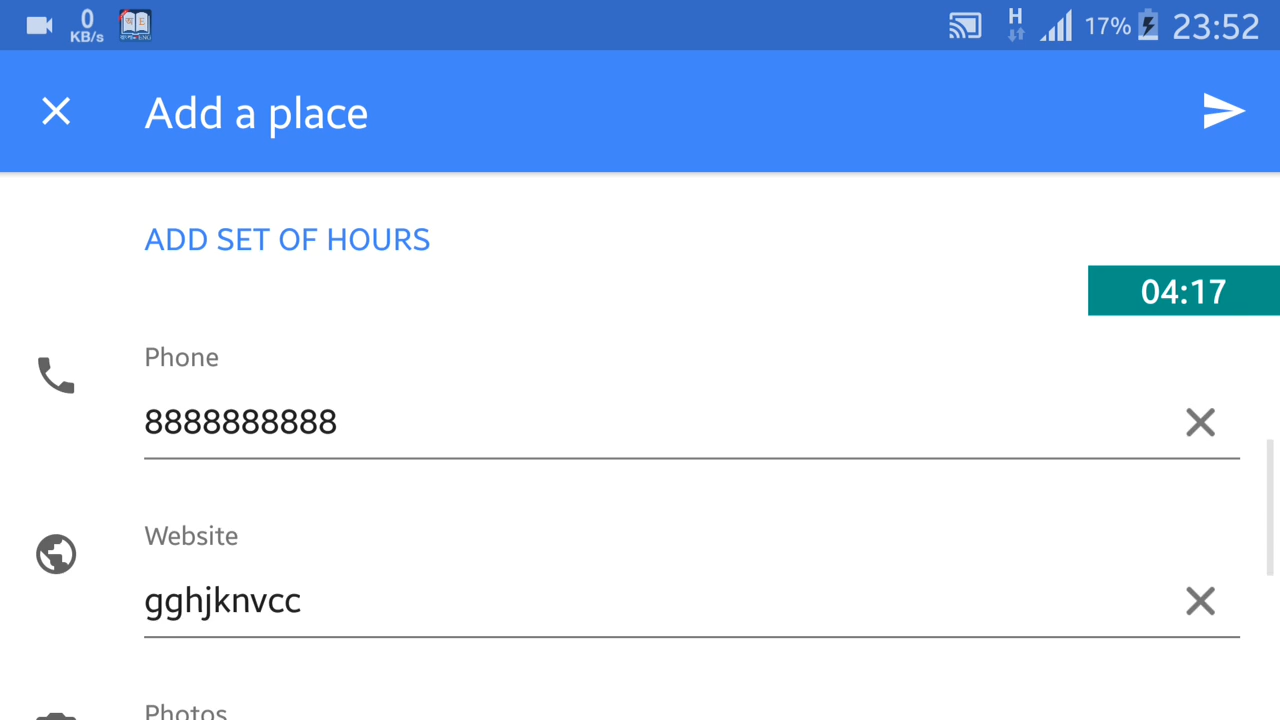 0
KB/s
H
17%
23:52
Add a place
ADD SET OF HOURS
04:17
Phone
8888888888
Website
gghjknvcc
Photos